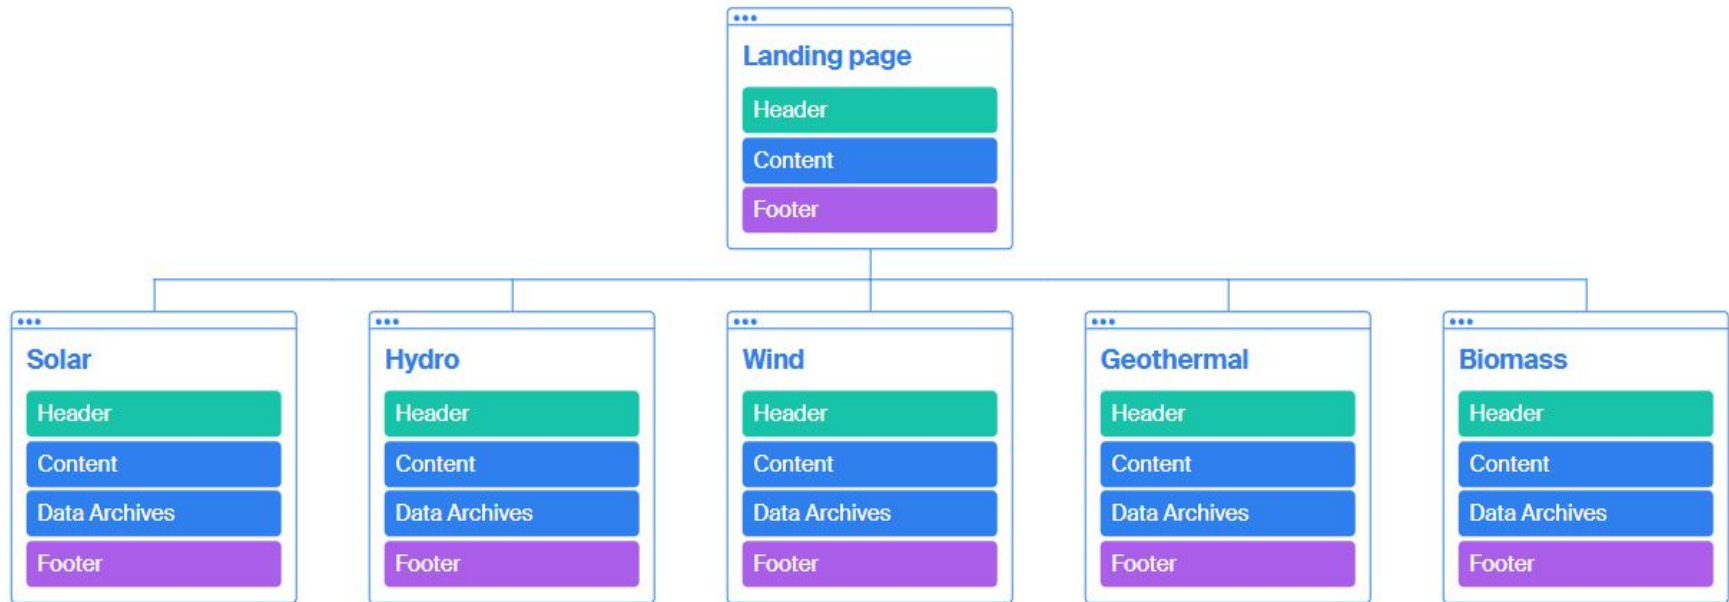 Landing page
Header
Content
Footer
Solar
Header
Content
Data Archives
Footer
Hydro
Header
Content
Data Archives
Footer
Wind
Header
Content
Data Archives
Footer
Geothermal
Header
Content
Data Archives
Footer
Biomass
Header
Content
Data Archives
Footer